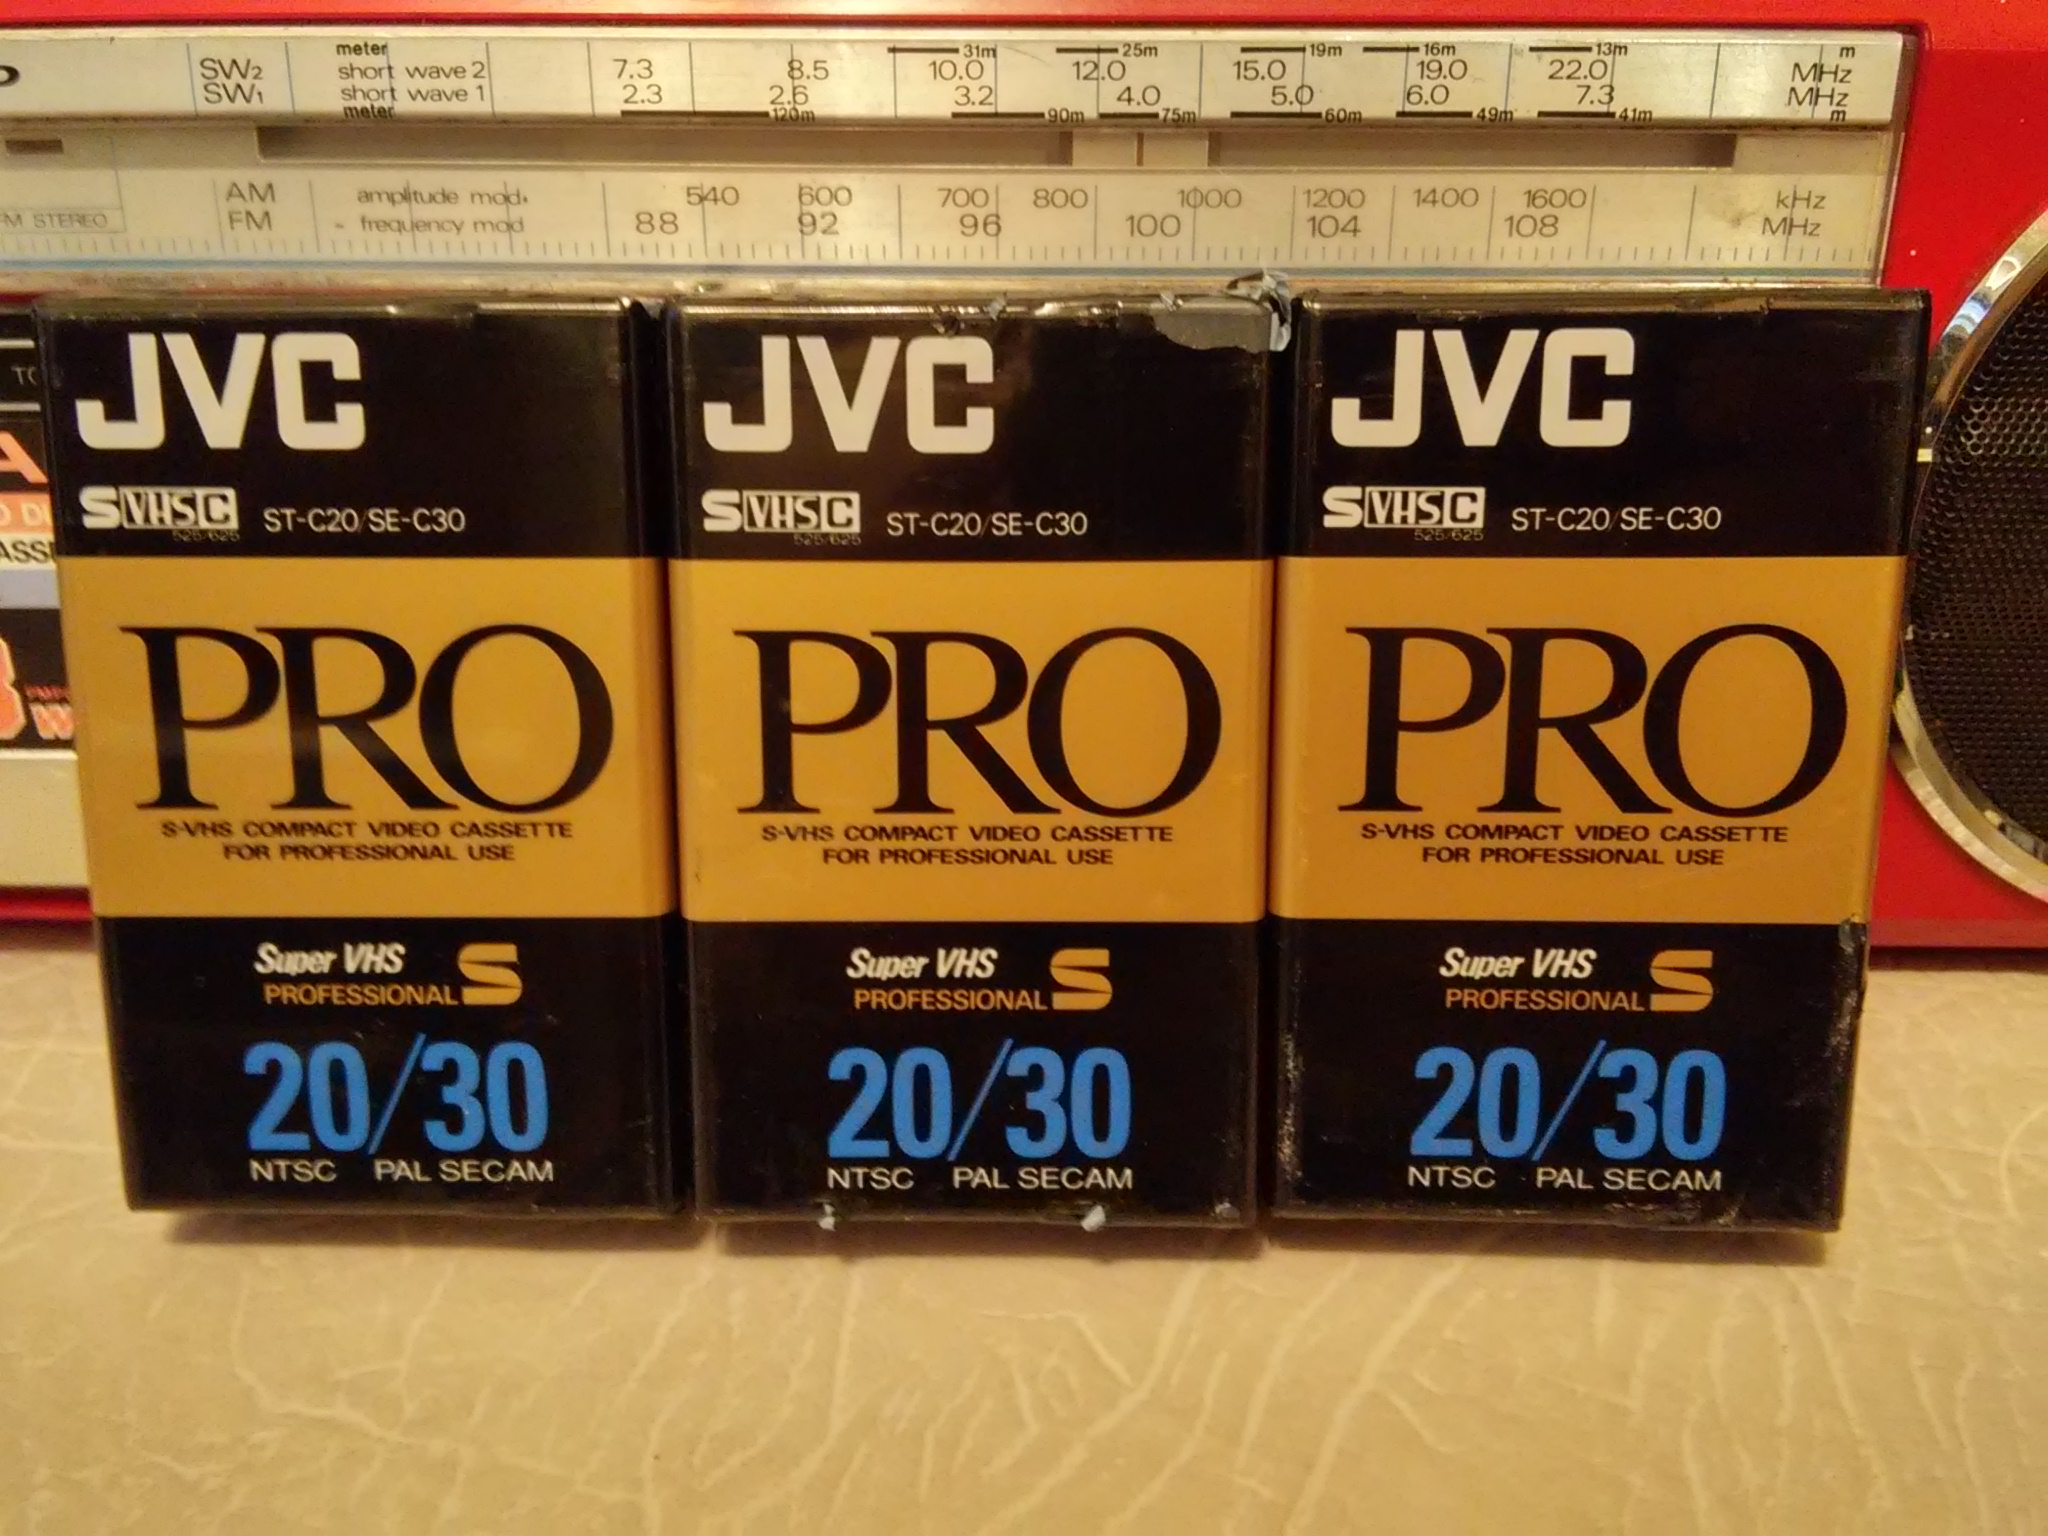 meter 31m 25m 19m 16m 13m m
SW2 short wave 2 7.3 8.5 10.0 12.0 15.0 19.0 22.0 MHz
SW1 short wave 1 2.3 2.6 3.2 4.0 5.0 6.0 7.3 MHz
meter 120m 90m 75m 60m 49m 41m m
AM amplitude mod. 540 600 700 800 1000 1200 1400 1600 kHz
FM STEREO FM frequency mod 88 92 96 100 104 108 MHz
JVC
S VHS C ST-C20/SE-C30
525/625
PRO
S-VHS COMPACT VIDEO CASSETTE
FOR PROFESSIONAL USE
Super VHS S
PROFESSIONAL
20/30
NTSC PAL SECAM
JVC
S VHS C ST-C20/SE-C30
525/625
PRO
S-VHS COMPACT VIDEO CASSETTE
FOR PROFESSIONAL USE
Super VHS S
PROFESSIONAL
20/30
NTSC PAL SECAM
JVC
S VHS C ST-C20/SE-C30
525/625
PRO
S-VHS COMPACT VIDEO CASSETTE
FOR PROFESSIONAL USE
Super VHS S
PROFESSIONAL
20/30
NTSC PAL SECAM